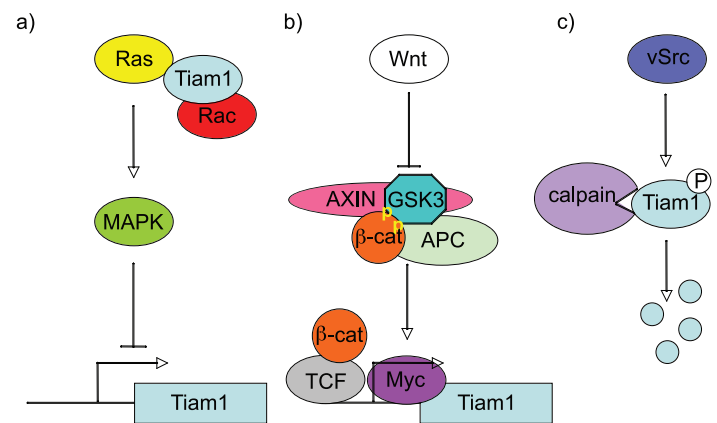 a)
Ras
Tiam1
Rac
MAPK
Tiam1
b)
Wnt
AXIN GSK3
p
p
β-cat APC
β-cat
TCF Myc
Tiam1
c)
vSrc
P
calpain Tiam1